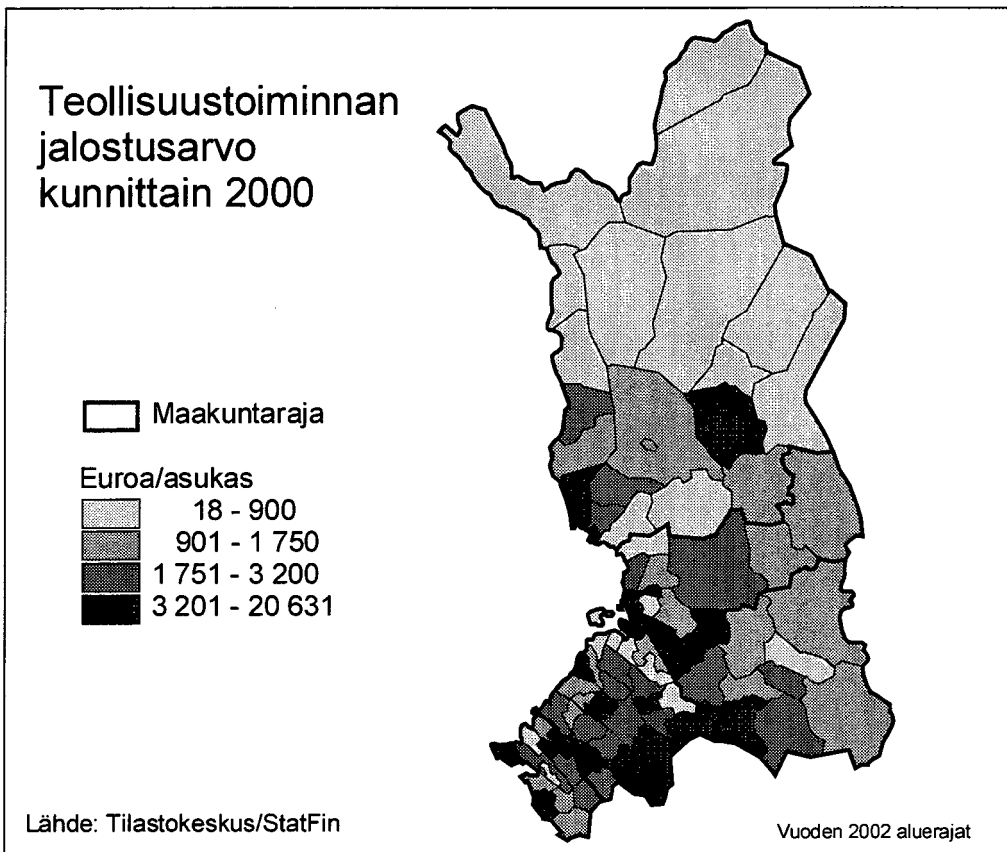 Teollisuustoiminnan
jalostusarvo
kunnittain 2000
Maakuntaraja
Euroa/asukas
18 - 900
901 - 1 750
1 751 - 3 200
3 201 - 20 631
Lähde: Tilastokeskus/StatFin
Vuoden 2002 aluerajat